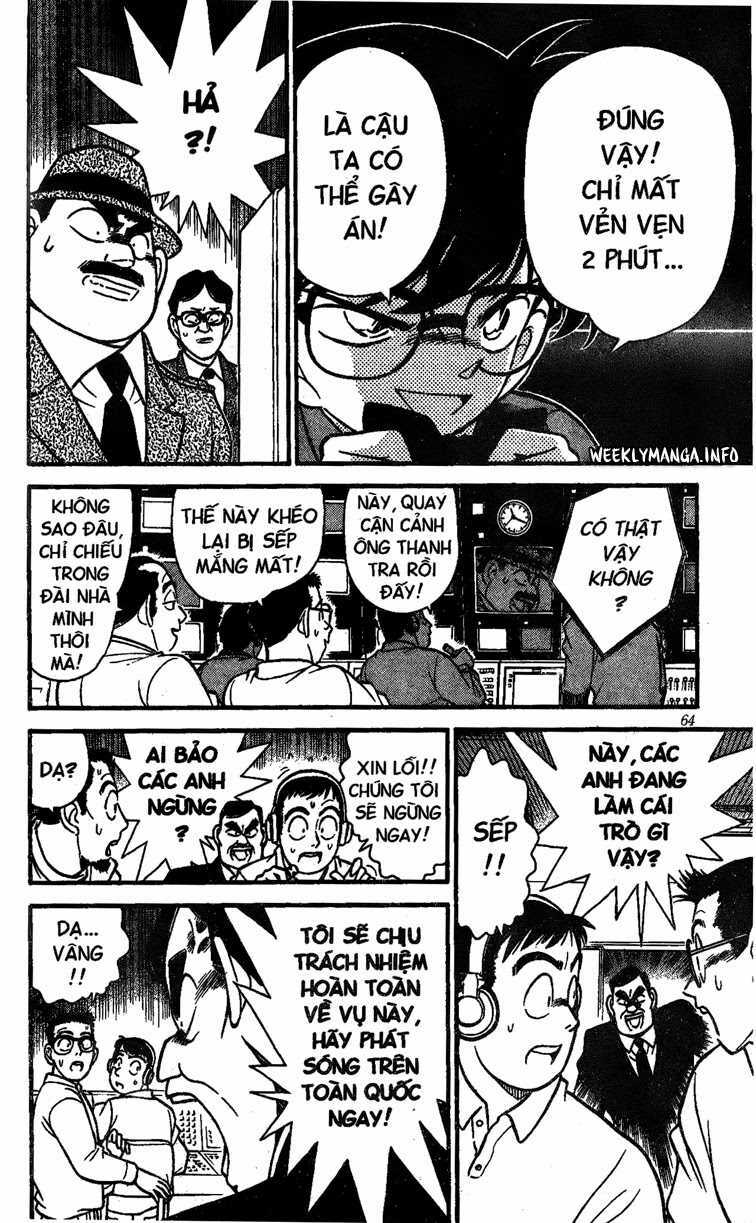 ĐÚNG
VẬY!
CHỈ MẤT
VẺN VẸN
2 PHÚT...
LÀ CẬU
TA CÓ
THỂ GÂY
ÁN!
HẢ
?!
WEEKLYMANGA.INFO
CÓ THẬT
VẬY
KHÔNG
?
NÀY, QUAY
CẬN CẢNH
ÔNG THANH
TRA RỒI
ĐẤY!
THẾ NÀY KHÉO
LẠI BỊ SẾP
MẮNG MẤT!
KHÔNG
SAO ĐÂU,
CHỈ CHIẾU
TRONG
ĐÀI NHÀ
MÌNH
THÔI
MÀ!
64
NÀY, CÁC
ANH ĐANG
LÀM CÁI
TRÒ GÌ
VẬY?
SẾP
!!
XIN LỖI!!
CHÚNG TÔI
SẼ NGỪNG
NGAY!
AI BẢO
CÁC ANH
NGỪNG
?
DẠ?
TÔI SẼ CHỊU
TRÁCH NHIỆM
HOÀN TOÀN
VỀ VỤ NÀY,
HÃY PHÁT
SÓNG TRÊN
TOÀN QUỐC
NGAY!
DẠ...
VÂNG
!!